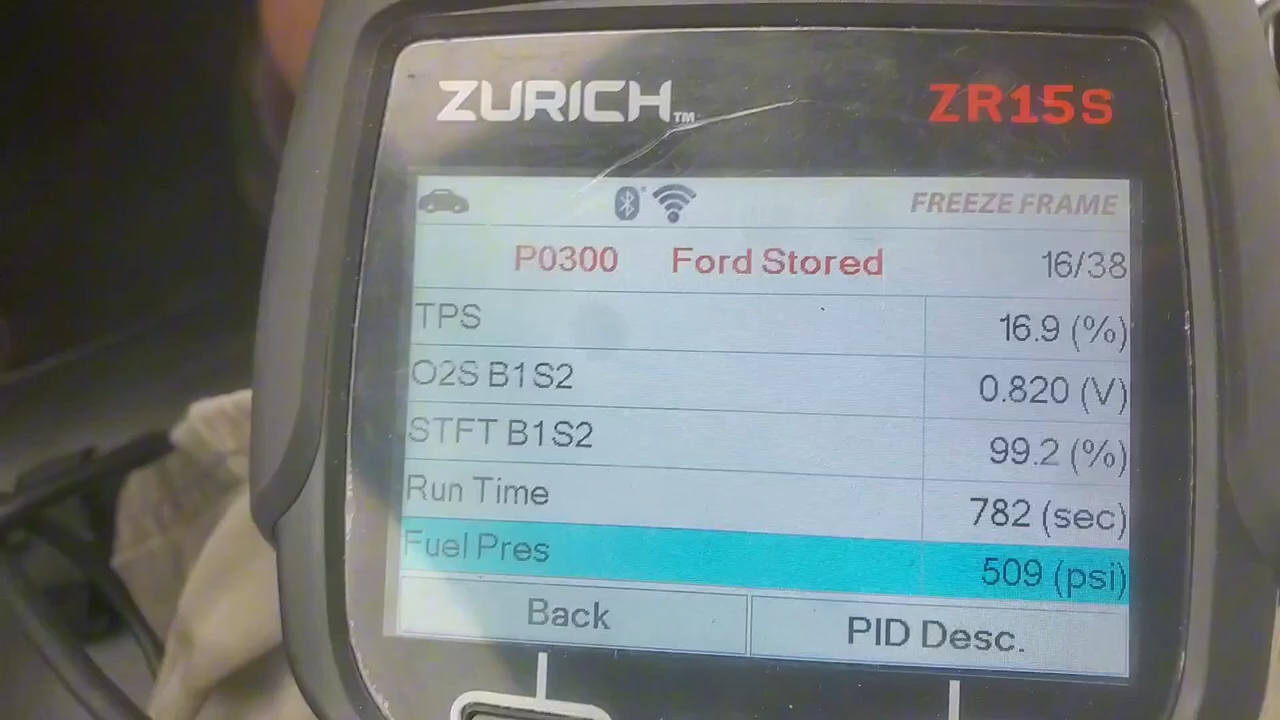 ZURICH™ ZR15S
FREEZE FRAME
P0300 Ford Stored 16/38
TPS 16.9 (%)
O2S B1S2 0.820 (V)
STFT B1S2 99.2 (%)
Run Time 782 (sec)
Fuel Pres 509 (psi)
Back PID Desc.